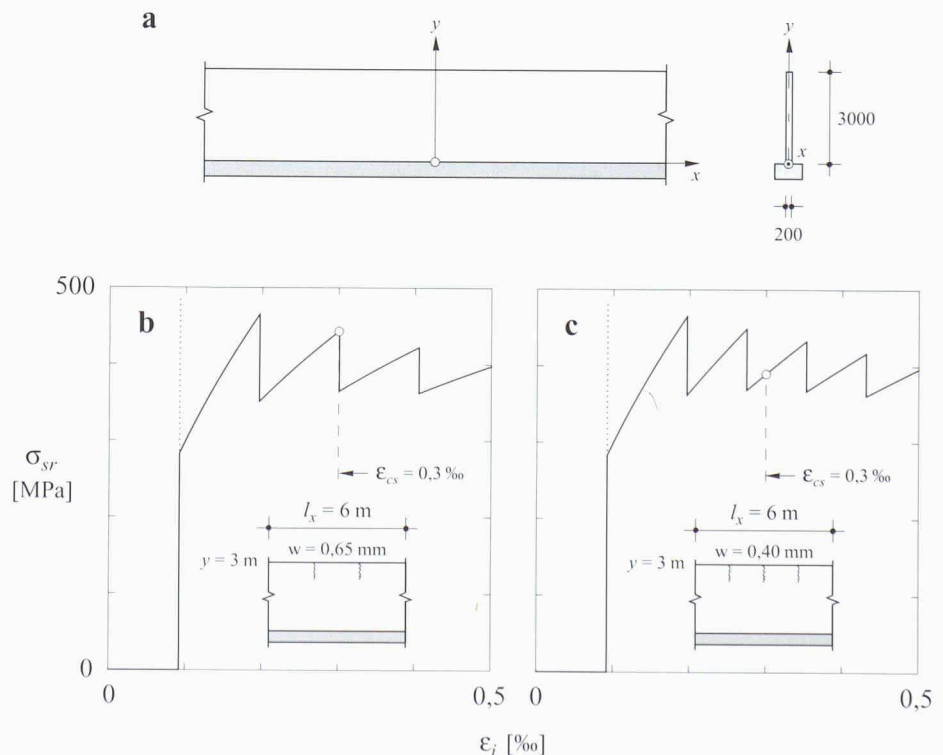 a
y
x
y
x
3000
200
500
b
c
σsr
[MPa]
εcs = 0,3 ‰
lx = 6 m
w = 0,65 mm
y = 3 m
εcs = 0,3 ‰
lx = 6 m
w = 0,40 mm
y = 3 m
0
0
0,5
0
0,5
εi [‰]